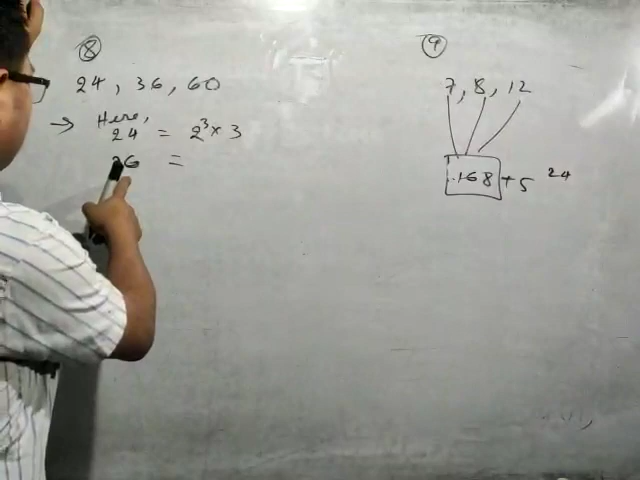 ⑧
24, 36, 60
→ Here,
24 = 2³ × 3
36 =
⑨
7, 8, 12
168 + 5 24